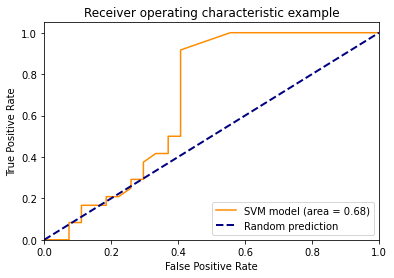 Receiver operating characteristic example
True Positive Rate
1.0
0.8
0.6
0.4
0.2
0.0
SVM model (area = 0.68)
Random prediction
0.0 0.2 0.4 0.6 0.8 1.0
False Positive Rate